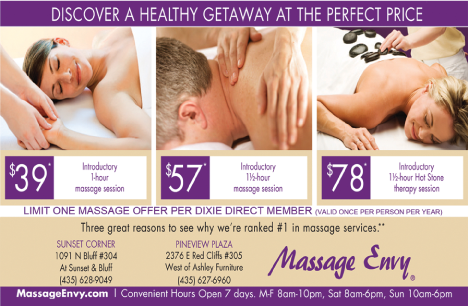 DISCOVER A HEALTHY GETAWAY AT THE PERFECT PRICE
$39*
Introductory
1-hour
massage session
$57*
Introductory
1½-hour
massage session
$78*
Introductory
1½-hour Hot Stone
therapy session
LIMIT ONE MASSAGE OFFER PER DIXIE DIRECT MEMBER (VALID ONCE PER PERSON PER YEAR)
Three great reasons to see why we're ranked #1 in massage services.**
SUNSET CORNER
1091 N Bluff #304
At Sunset & Bluff
(435) 628-9049
PINEVIEW PLAZA
2376 E Red Cliffs #305
West of Ashley Furniture
(435) 627-6960
Massage Envy®
MassageEnvy.com | Convenient Hours Open 7 days. M-F 8am-10pm, Sat 8am-6pm, Sun 10am-6pm